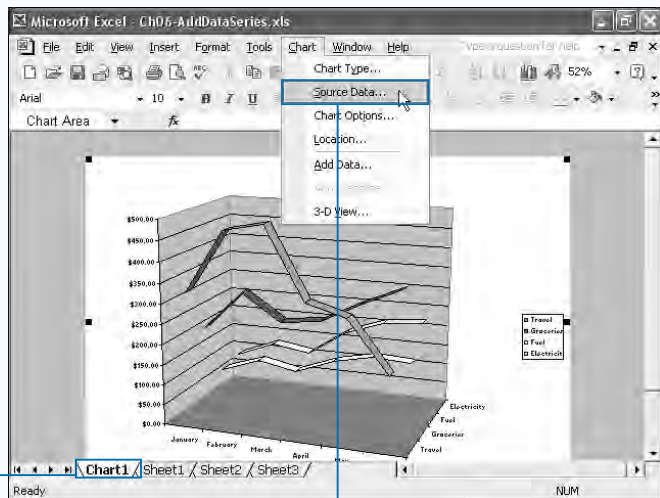 Microsoft Excel - Ch06-AddDataSeries.xls
File Edit View Insert Format Tools Chart Window Help Type a question for help
52%
Arial 10 B I U
Chart Area fx
Chart Type...
Source Data...
Chart Options...
Location...
Add Data...
3-D View...
$500.00
$450.00
$400.00
$350.00
$300.00
$250.00
$200.00
$150.00
$100.00
$50.00
$0.00
January
February
March
April
Travel
Groceries
Fuel
Electricity
Travel
Groceries
Fuel
Electricit
Chart1 Sheet1 Sheet2 Sheet3
Ready NUM